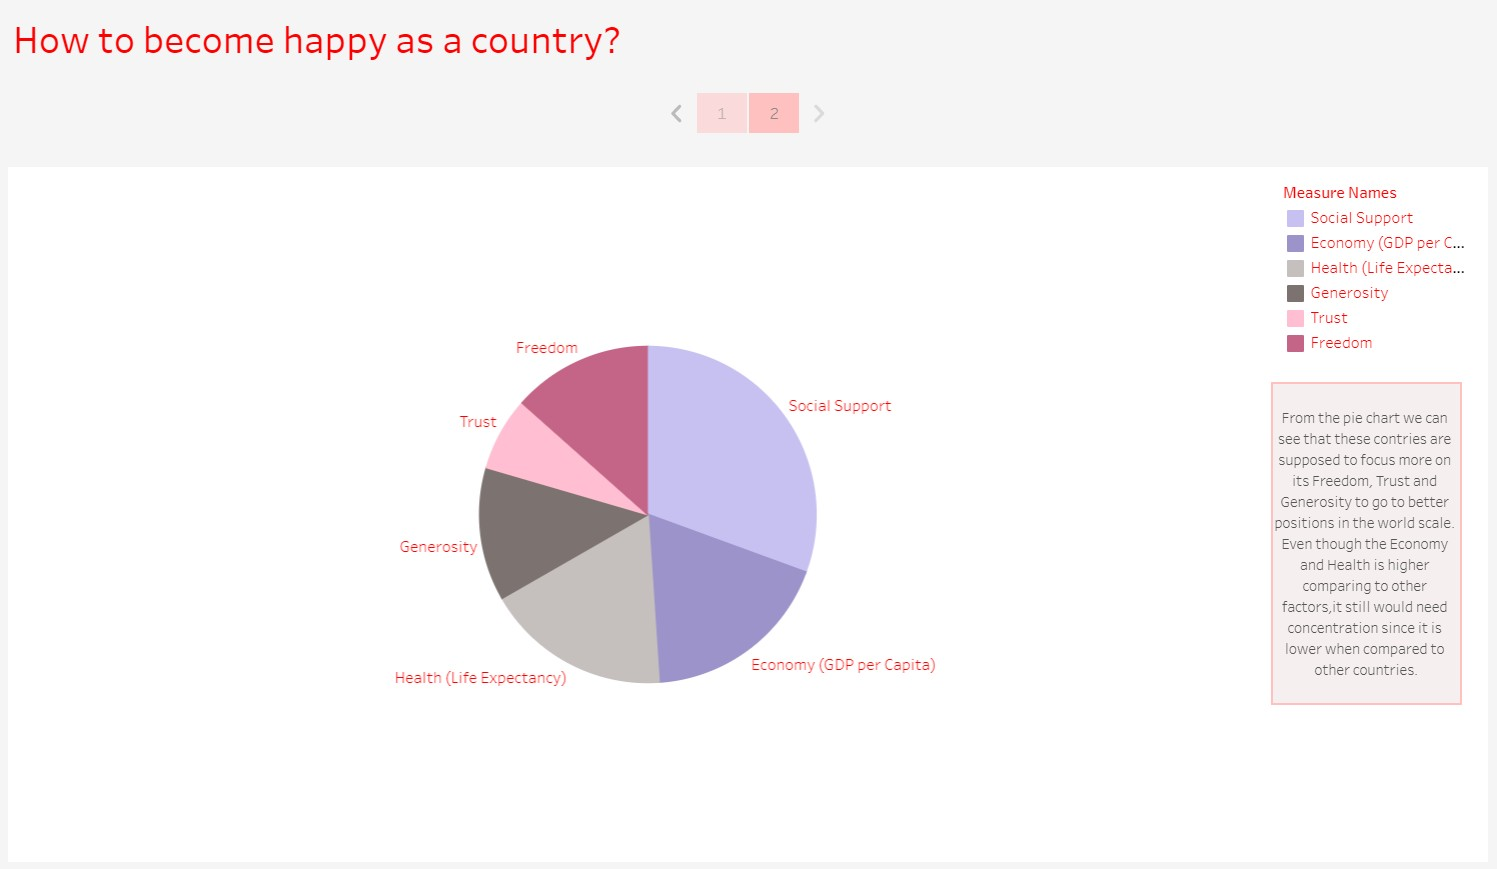 How to become happy as a country?
1
2
Measure Names
Social Support
Economy (GDP per C...
Health (Life Expecta...
Generosity
Trust
Freedom
Freedom
Social Support
Trust
Generosity
Economy (GDP per Capita)
Health (Life Expectancy)
From the pie chart we can
see that these contries are
supposed to focus more on
its Freedom, Trust and
Generosity to go to better
positions in the world scale.
Even though the Economy
and Health is higher
comparing to other
factors,it still would need
concentration since it is
lower when compared to
other countries.